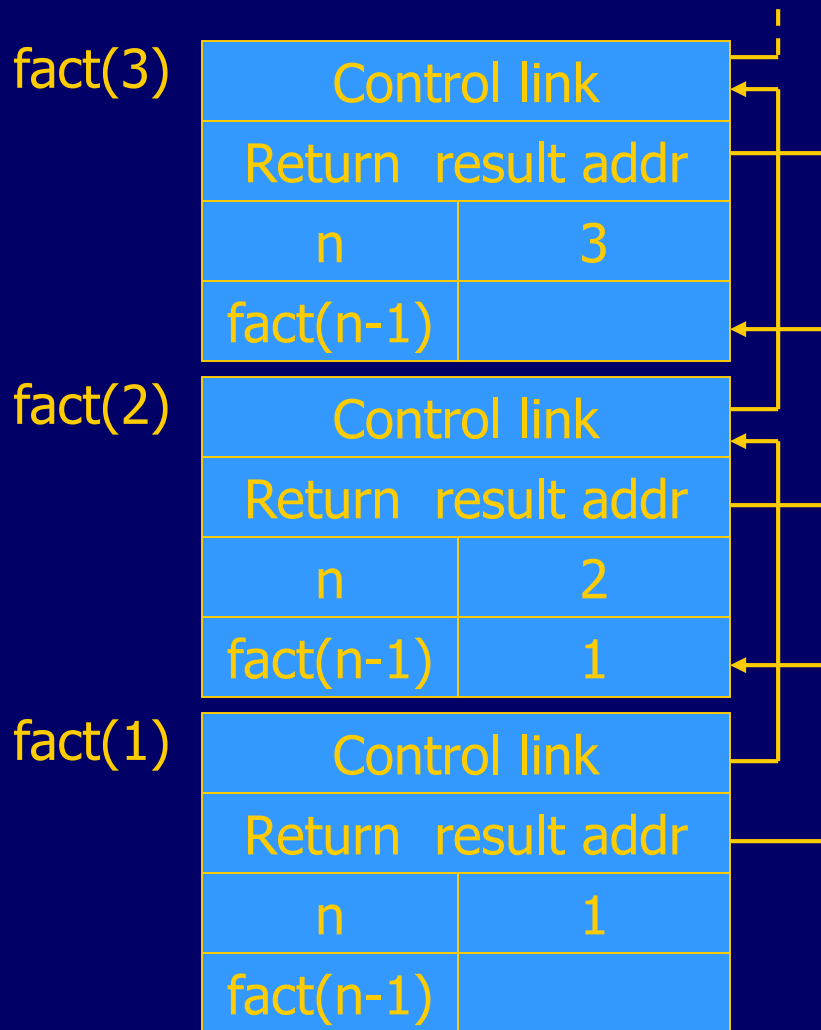 fact(3)
Control link
Return result addr
n 3
fact(n-1)
fact(2)
Control link
Return result addr
n 2
fact(n-1) 1
fact(1)
Control link
Return result addr
n 1
fact(n-1)